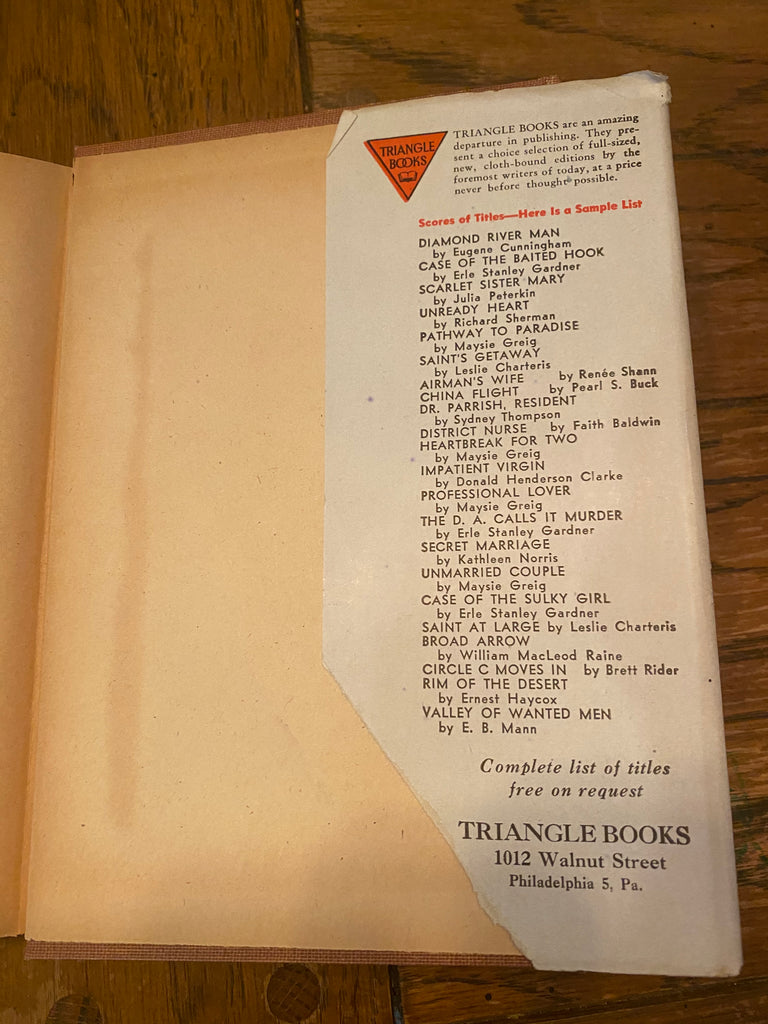 TRIANGLE
BOOKS
TRIANGLE BOOKS are an amazing
departure in publishing. They pre-
sent a choice selection of full-sized,
new, cloth-bound editions by the
foremost writers of today, at a price
never before thought possible.
Scores of Titles—Here Is a Sample List
DIAMOND RIVER MAN
by Eugene Cunningham
CASE OF THE BAITED HOOK
by Erle Stanley Gardner
SCARLET SISTER MARY
by Julia Peterkin
UNREADY HEART
by Richard Sherman
PATHWAY TO PARADISE
by Maysie Greig
SAINT'S GETAWAY
by Leslie Charteris
AIRMAN'S WIFE by Renée Shann
CHINA FLIGHT by Pearl S. Buck
DR. PARRISH, RESIDENT
by Sydney Thompson
DISTRICT NURSE by Faith Baldwin
HEARTBREAK FOR TWO
by Maysie Greig
IMPATIENT VIRGIN
by Donald Henderson Clarke
PROFESSIONAL LOVER
by Maysie Greig
THE D. A. CALLS IT MURDER
by Erle Stanley Gardner
SECRET MARRIAGE
by Kathleen Norris
UNMARRIED COUPLE
by Maysie Greig
CASE OF THE SULKY GIRL
by Erle Stanley Gardner
SAINT AT LARGE by Leslie Charteris
BROAD ARROW
by William MacLeod Raine
CIRCLE C MOVES IN by Brett Rider
RIM OF THE DESERT
by Ernest Haycox
VALLEY OF WANTED MEN
by E. B. Mann
Complete list of titles
free on request
TRIANGLE BOOKS
1012 Walnut Street
Philadelphia 5, Pa.